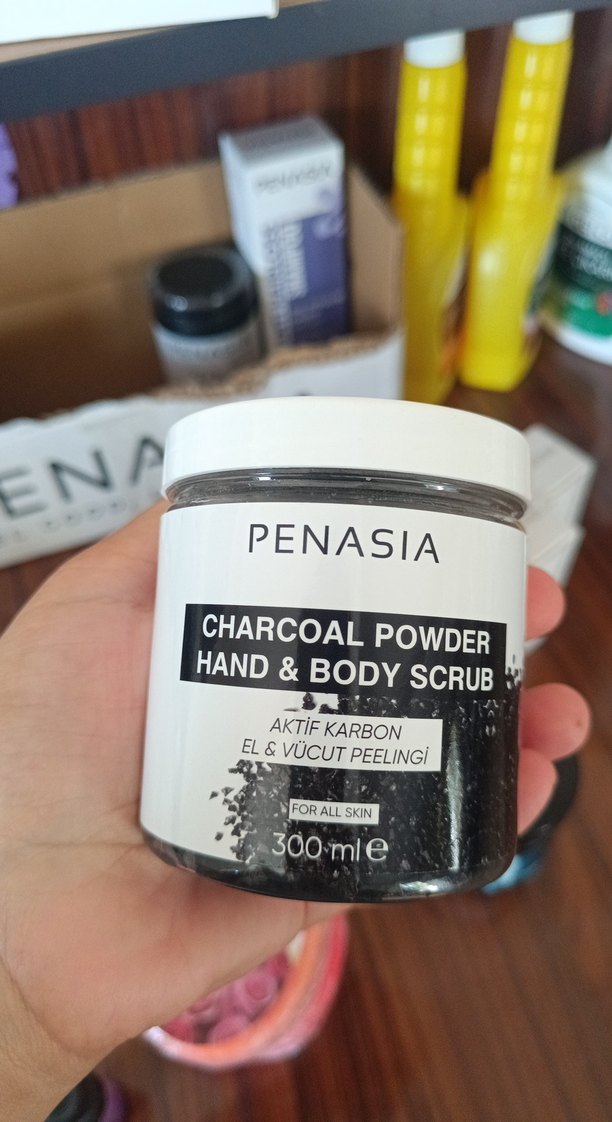 PENASIA
PENASIA
CHARCOAL POWDER
HAND & BODY SCRUB
AKTİF KARBON
EL & VÜCUT PEELINGİ
FOR ALL SKIN
300 ml ℮